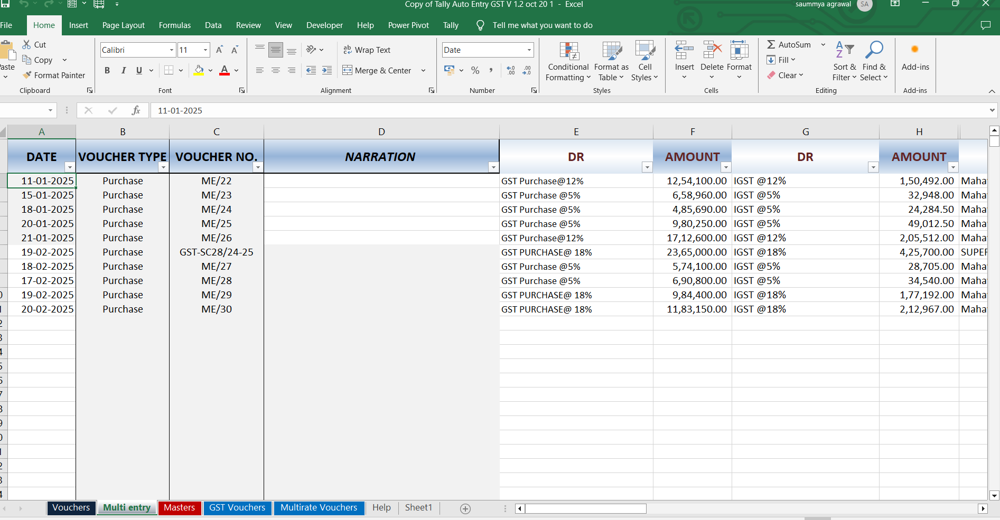 Copy of Tally Auto Entry GST V 1.2 oct 20 1 - Excel
saummya agrawal SA
File Home Insert Page Layout Formulas Data Review View Developer Help Power Pivot Tally Tell me what you want to do
Cut
Copy
Format Painter
Clipboard
Calibri 11
B I U A
Font
Wrap Text
Merge & Center
Alignment
Date
Number
Conditional Formatting
Format as Table
Cell Styles
Styles
Insert Delete Format
Cells
AutoSum
Fill
Clear
Sort & Filter
Find & Select
Editing
Add-ins
Add-ins
fx 11-01-2025
A B C D E F G H
DATE VOUCHER TYPE VOUCHER NO. NARRATION DR AMOUNT DR AMOUNT
11-01-2025 Purchase ME/22 GST Purchase@12% 12,54,100.00 IGST @12% 1,50,492.00 Maha
15-01-2025 Purchase ME/23 GST Purchase @5% 6,58,960.00 IGST @5% 32,948.00 Maha
18-01-2025 Purchase ME/24 GST Purchase @5% 4,85,690.00 IGST @5% 24,284.50 Maha
20-01-2025 Purchase ME/25 GST Purchase @5% 9,80,250.00 IGST @5% 49,012.50 Maha
21-01-2025 Purchase ME/26 GST Purchase@12% 17,12,600.00 IGST @12% 2,05,512.00 Maha
19-02-2025 Purchase GST-SC28/24-25 GST PURCHASE@ 18% 23,65,000.00 IGST @18% 4,25,700.00 SUPER
18-02-2025 Purchase ME/27 GST Purchase @5% 5,74,100.00 IGST @5% 28,705.00 Maha
17-02-2025 Purchase ME/28 GST Purchase @5% 6,90,800.00 IGST @5% 34,540.00 Maha
19-02-2025 Purchase ME/29 GST PURCHASE@ 18% 9,84,400.00 IGST @18% 1,77,192.00 Maha
20-02-2025 Purchase ME/30 GST PURCHASE@ 18% 11,83,150.00 IGST @18% 2,12,967.00 Maha
Vouchers Multi entry Masters GST Vouchers Multirate Vouchers Help Sheet1